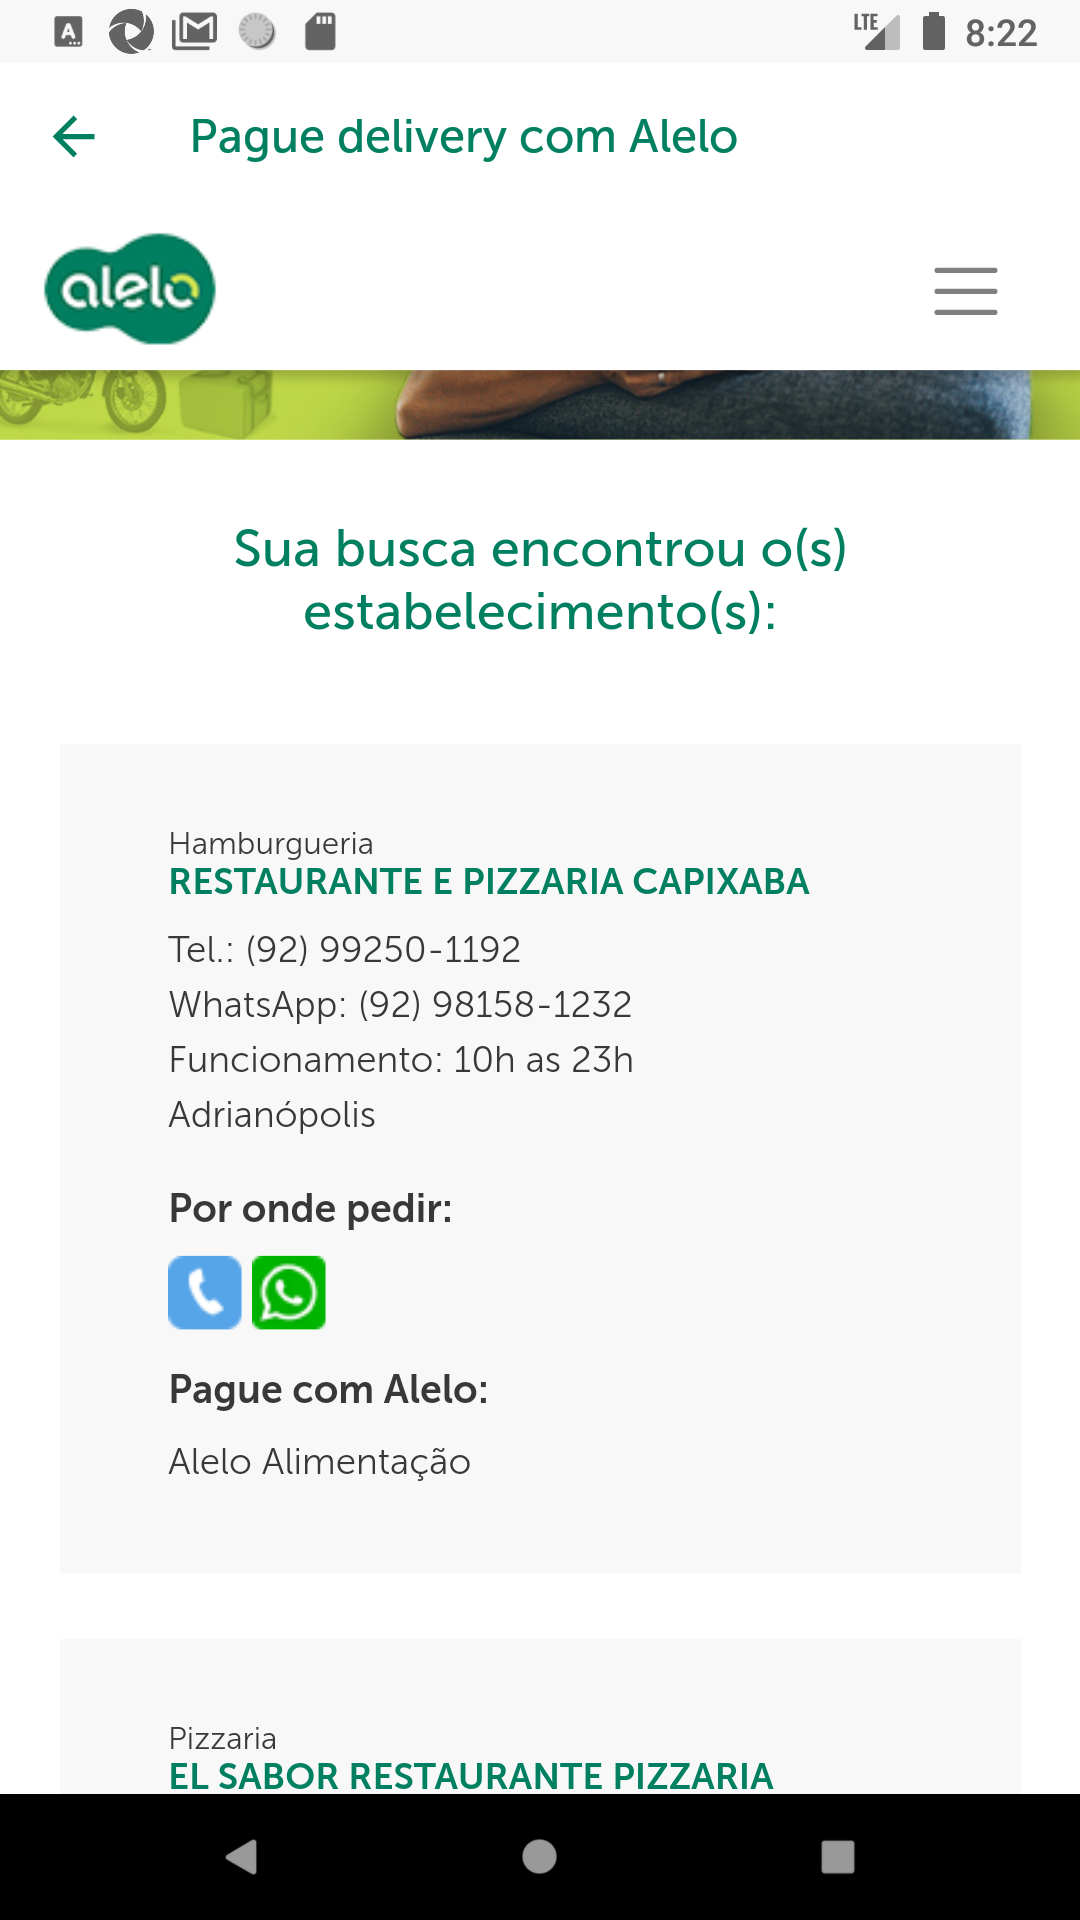 A
LTE
8:22
Pague delivery com Alelo
alelo
Sua busca encontrou o(s)
estabelecimento(s):
Hamburgueria
RESTAURANTE E PIZZARIA CAPIXABA
Tel.: (92) 99250-1192
WhatsApp: (92) 98158-1232
Funcionamento: 10h as 23h
Adrianópolis
Por onde pedir:
Pague com Alelo:
Alelo Alimentação
Pizzaria
EL SABOR RESTAURANTE PIZZARIA